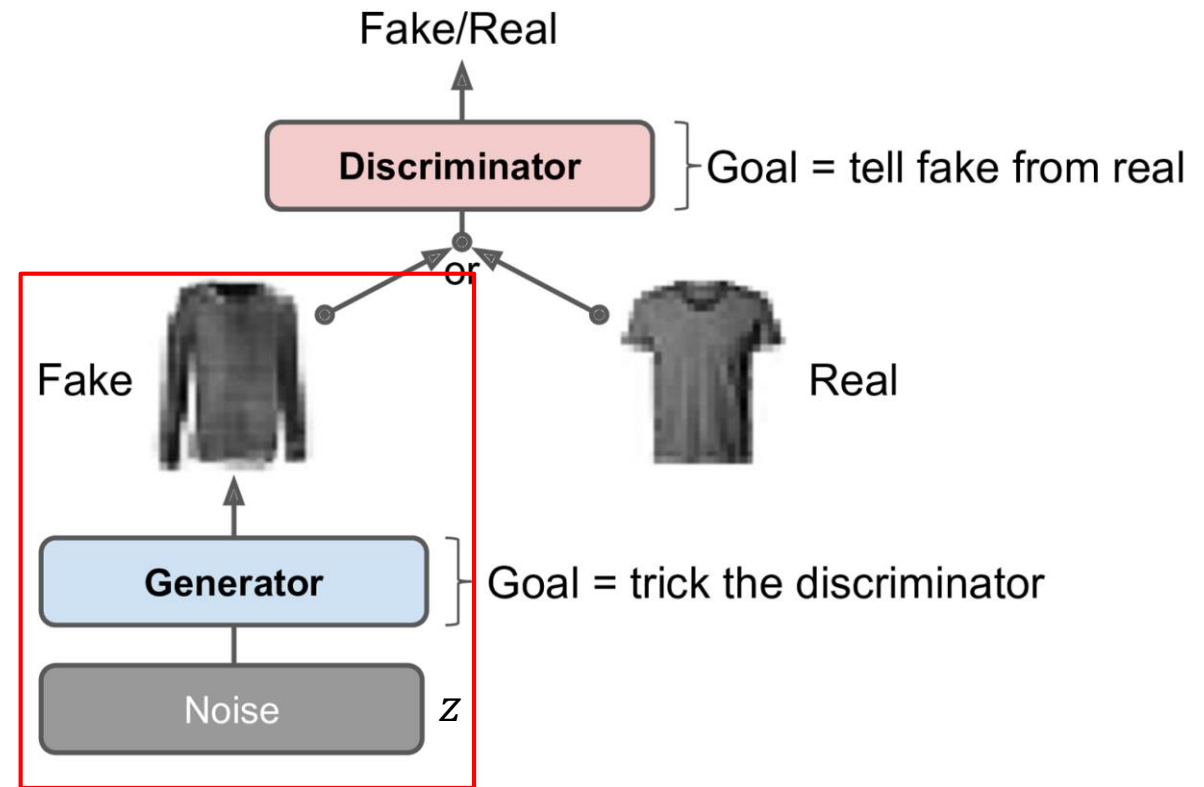 Fake/Real
Discriminator
Goal = tell fake from real
or
Fake
Real
Generator
Goal = trick the discriminator
Noise
z